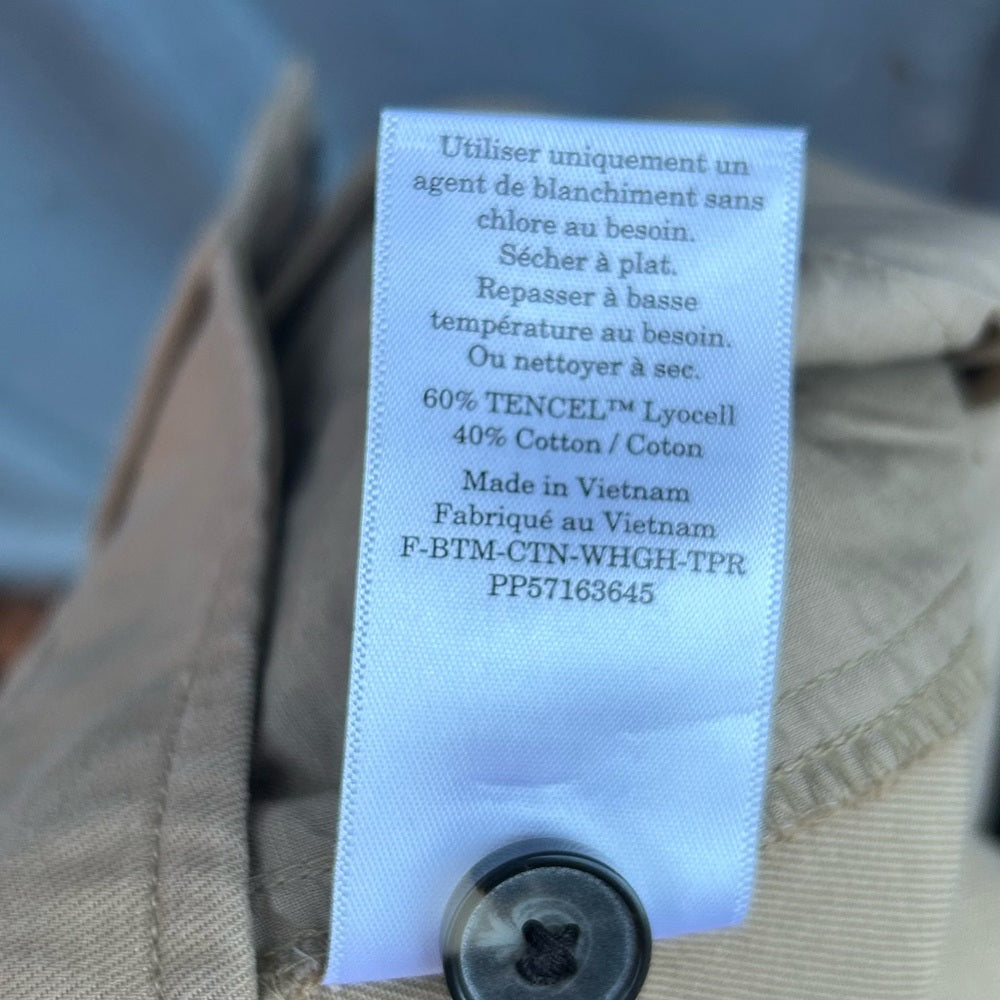 Utiliser uniquement un
agent de blanchiment sans
chlore au besoin.
Sécher à plat.
Repasser à basse
température au besoin.
Ou nettoyer à sec.
60% TENCEL™ Lyocell
40% Cotton / Coton
Made in Vietnam
Fabriqué au Vietnam
F-BTM-CTN-WHGH-TPR
PP57163645